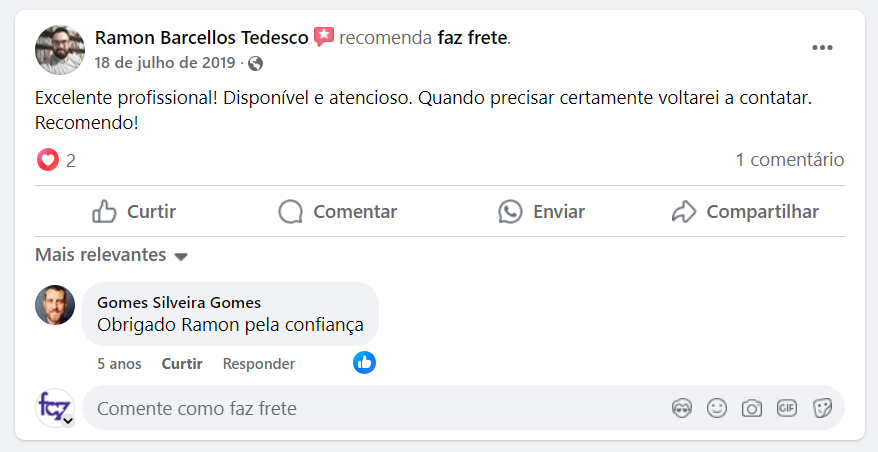 Ramon Barcellos Tedesco recomenda faz frete.
18 de julho de 2019 ·
Excelente profissional! Disponível e atencioso. Quando precisar certamente voltarei a contatar.
Recomendo!
2 1 comentário
Curtir Comentar Enviar Compartilhar
Mais relevantes
Gomes Silveira Gomes
Obrigado Ramon pela confiança
5 anos Curtir Responder
fcz Comente como faz frete GIF